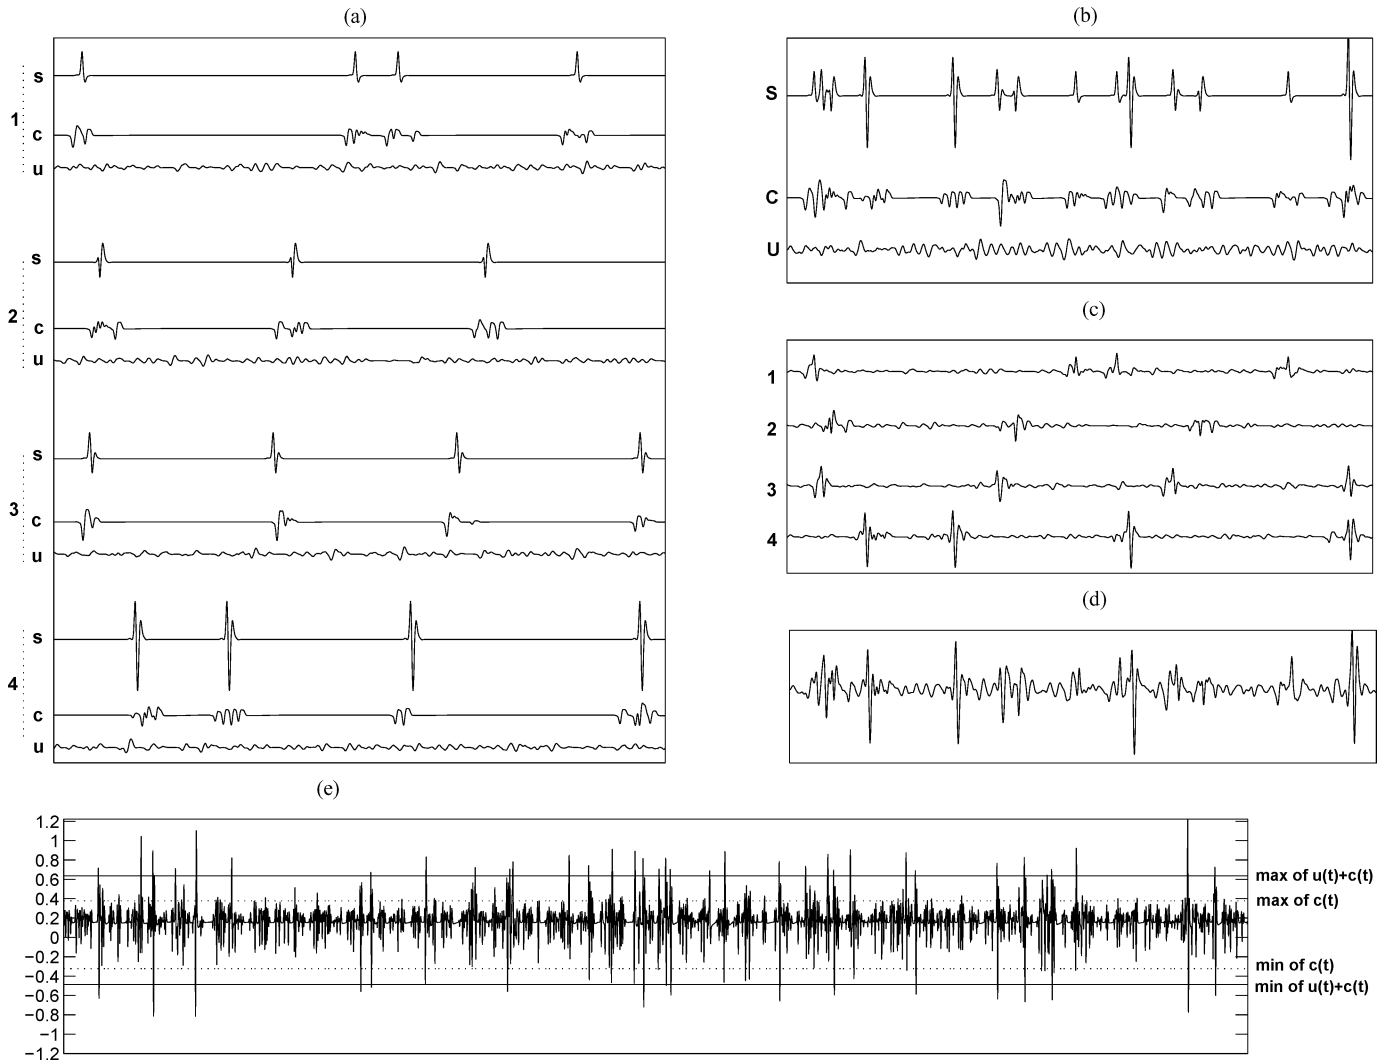 (a)
s
1
c
u
s
2
c
u
s
3
c
u
s
4
c
u
(b)
S
C
U
(c)
1
2
3
4
(d)
(e)
1.2
1
0.8
0.6
0.4
0.2
0
−0.2
−0.4
−0.6
−0.8
−1
−1.2
max of u(t)+c(t)
max of c(t)
min of c(t)
min of u(t)+c(t)